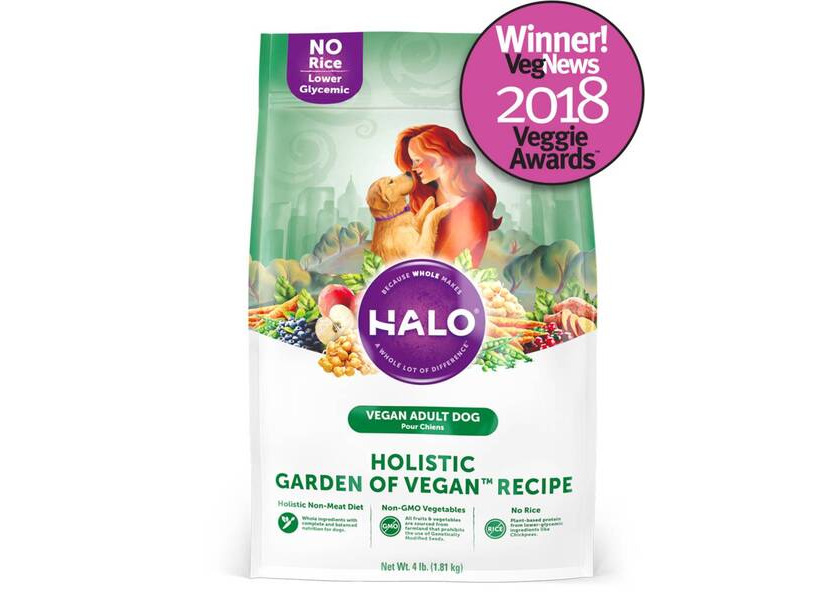 NO
Rice
Lower
Glycemic
Winner!
VegNews
2018
Veggie
Awards™
BECAUSE WHOLE MAKES
HALO®
A WHOLE LOT OF DIFFERENCE™
VEGAN ADULT DOG
Pour Chiens
HOLISTIC
GARDEN OF VEGAN™ RECIPE
Holistic Non-Meat Diet
Whole ingredients with
complete and balanced
nutrition for dogs.
Non-GMO Vegetables
GMO
All fruits & vegetables
are sourced from
farmland that prohibits
the use of Genetically
Modified Seeds.
No Rice
RICE
Plant-based protein
from lower-glycemic
ingredients like
Chickpeas.
Net Wt. 4 lb. (1.81 kg)